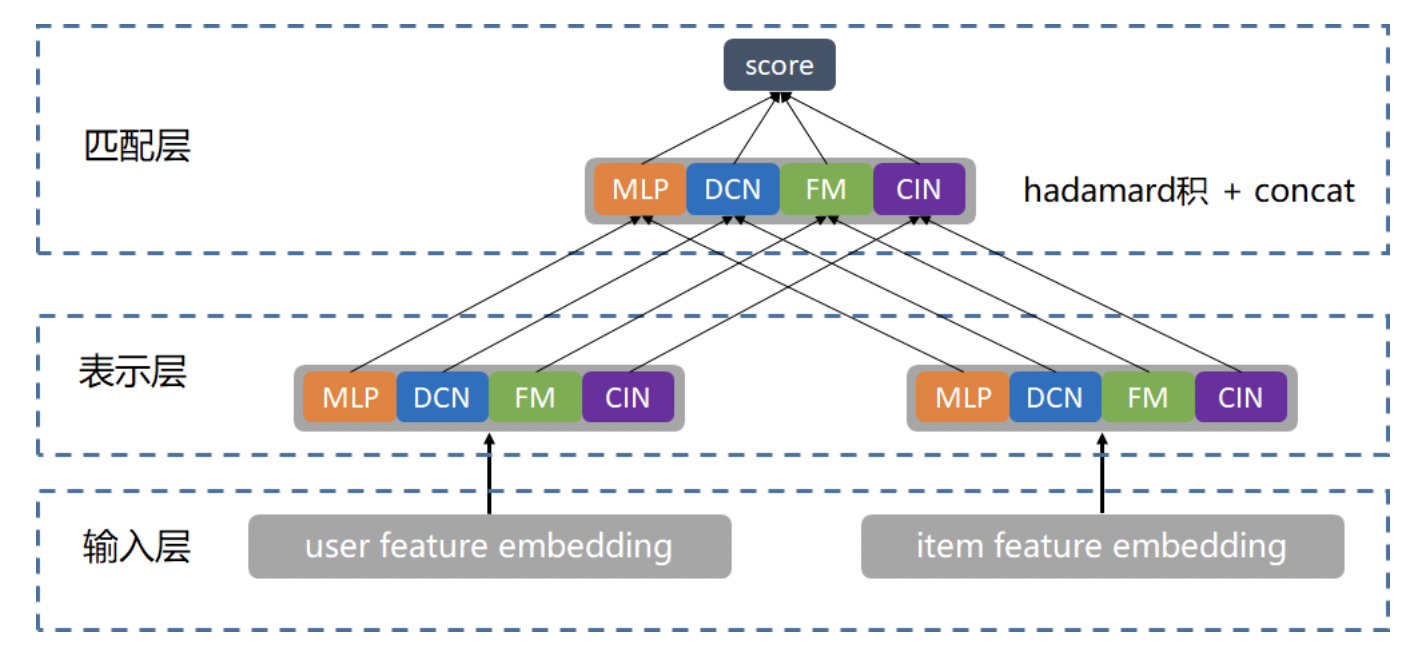 score
匹配层
MLP DCN FM CIN
hadamard积 + concat
表示层
MLP DCN FM CIN
MLP DCN FM CIN
输入层
user feature embedding
item feature embedding